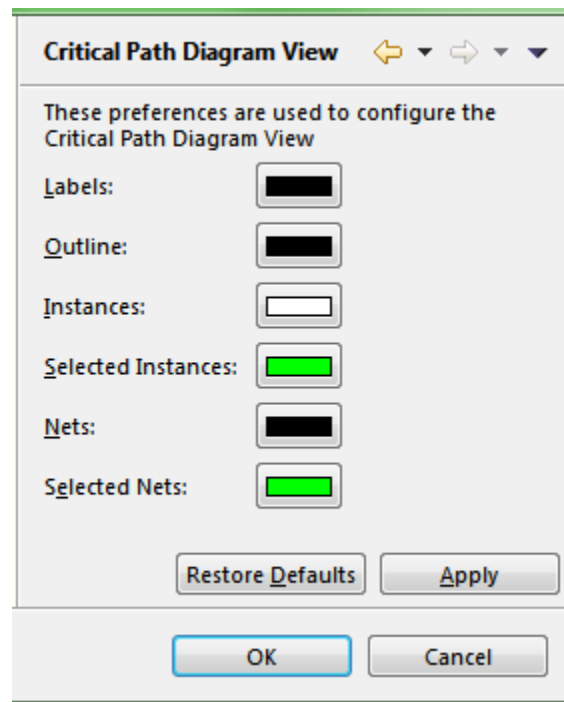 Critical Path Diagram View
These preferences are used to configure the
Critical Path Diagram View
Labels:
Outline:
Instances:
Selected Instances:
Nets:
Selected Nets:
Restore Defaults Apply
OK Cancel